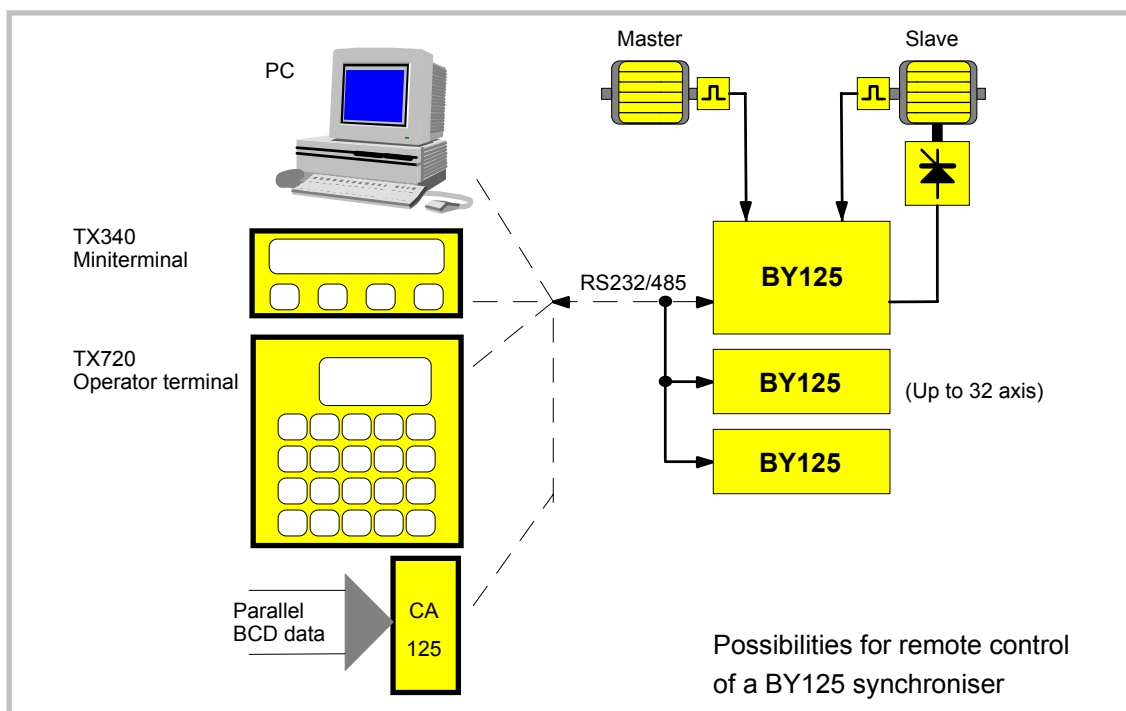 PC
Master
Slave
TX340
Miniterminal
RS232/485
BY125
TX720
Operator terminal
BY125
(Up to 32 axis)
BY125
Parallel
BCD data
CA
125
Possibilities for remote control
of a BY125 synchroniser